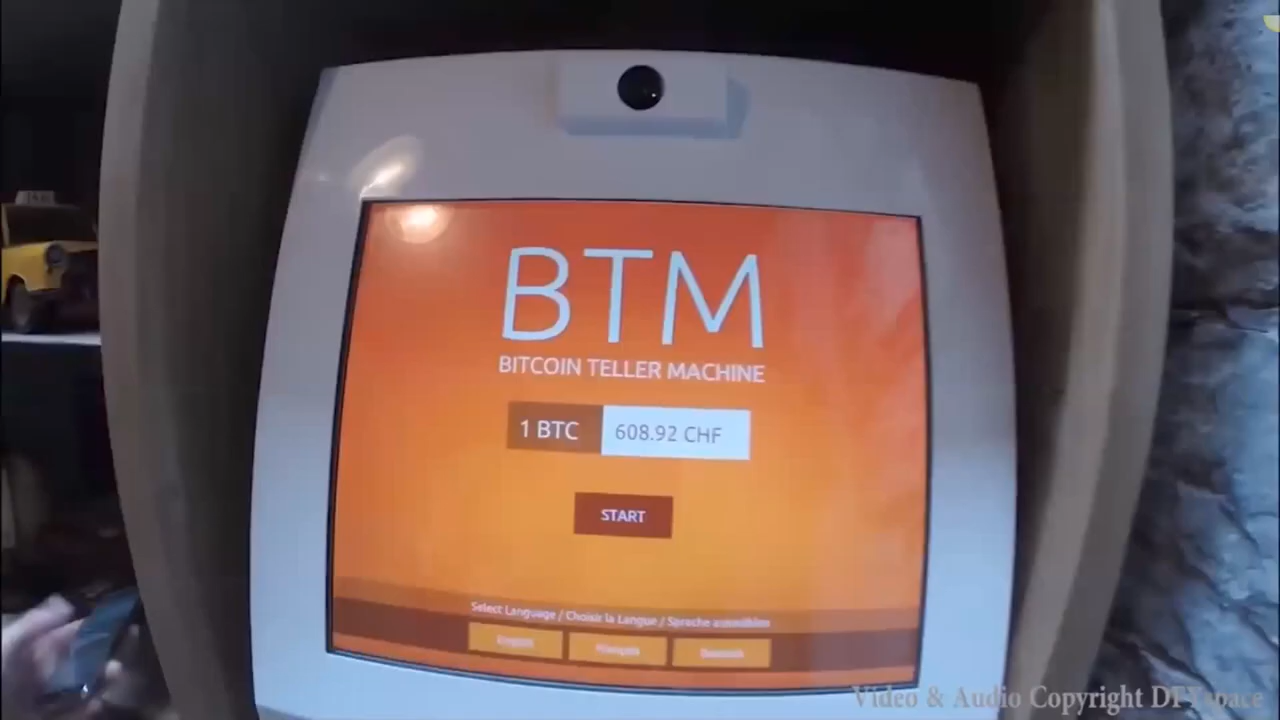 BTM
BITCOIN TELLER MACHINE
1 BTC 608.92 CHF
START
Select Language / Choisir la Langue / Sprache auswählen
English Français Deutsch
Video & Audio Copyright DFYspace